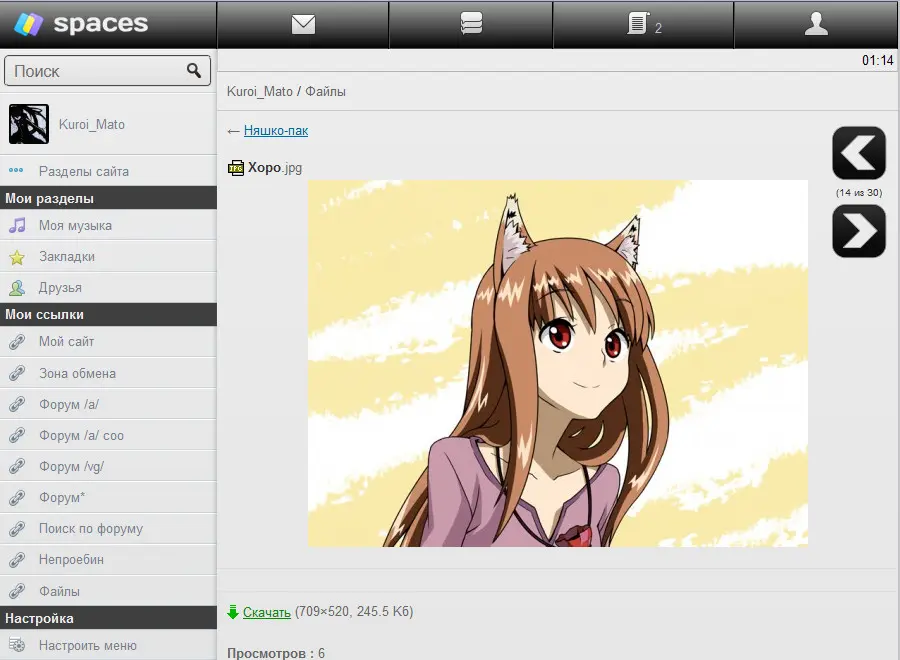 spaces
2
Поиск
01:14
Kuroi_Mato
Разделы сайта
Мои разделы
Моя музыка
Закладки
Друзья
Мои ссылки
Мой сайт
Зона обмена
Форум /a/
Форум /a/ coo
Форум /vg/
Форум*
Поиск по форуму
Непроебин
Файлы
Настройка
Настроить меню
Kuroi_Mato / Файлы
← Няшко-пак
Хоро.jpg
(14 из 30)
Скачать (709×520, 245.5 Кб)
Просмотров : 6